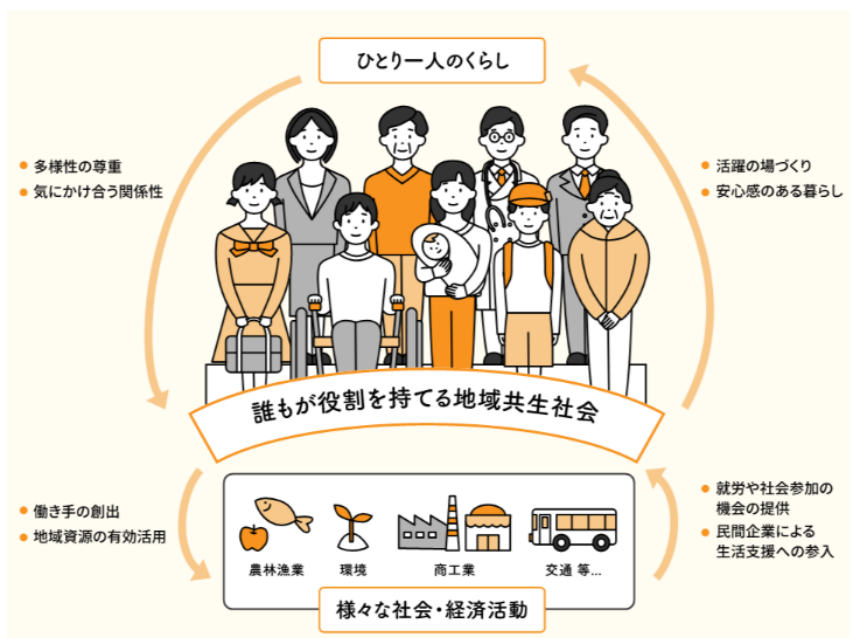 ひとり一人のくらし
● 多様性の尊重
● 気にかけ合う関係性
● 活躍の場づくり
● 安心感のある暮らし
誰もが役割を持てる地域共生社会
● 働き手の創出
● 地域資源の有効活用
農林漁業
環境
商工業
交通 等...
● 就労や社会参加の
機会の提供
● 民間企業による
生活支援への参入
様々な社会・経済活動